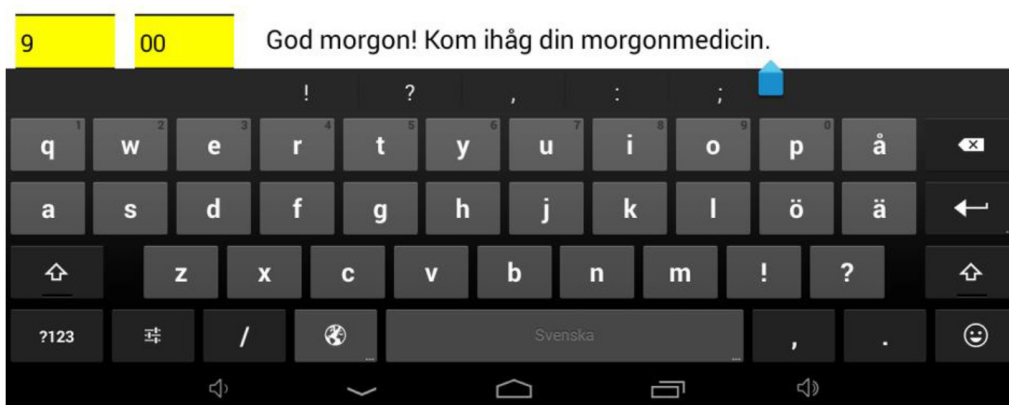 9 00 God morgon! Kom ihåg din morgonmedicin.
! ? , : ;
q 1 w 2 e 3 r 4 t 5 y 6 u 7 i 8 o 9 p 0 å
a s d f g h j k l ö ä
z x c v b n m ! ?
?123 / Svenska , .